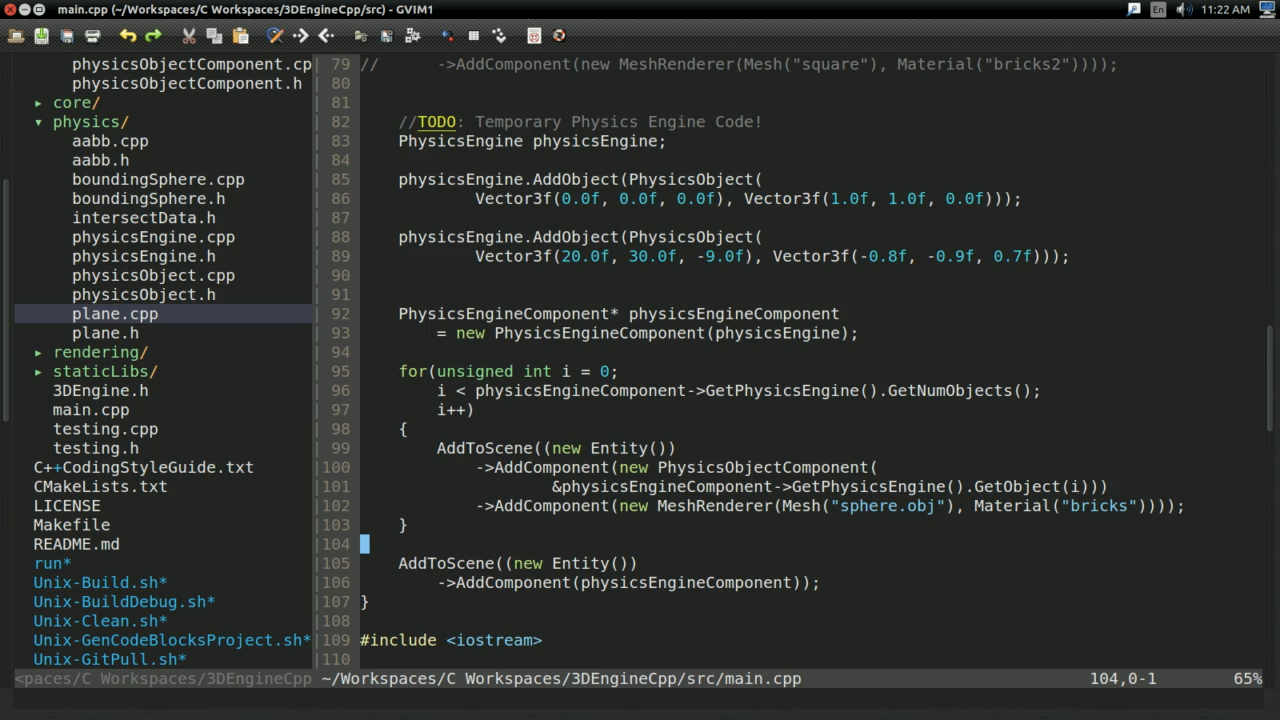 main.cpp (~/Workspaces/C Workspaces/3DEngineCpp/src) - GVIM1
En
11:22 AM
physicsObjectComponent.cp
physicsObjectComponent.h
▸ core/
▾ physics/
aabb.cpp
aabb.h
boundingSphere.cpp
boundingSphere.h
intersectData.h
physicsEngine.cpp
physicsEngine.h
physicsObject.cpp
physicsObject.h
plane.cpp
plane.h
▸ rendering/
▸ staticLibs/
3DEngine.h
main.cpp
testing.cpp
testing.h
C++CodingStyleGuide.txt
CMakeLists.txt
LICENSE
Makefile
README.md
run*
Unix-Build.sh*
Unix-BuildDebug.sh*
Unix-Clean.sh*
Unix-GenCodeBlocksProject.sh*
Unix-GitPull.sh*
79 //      ->AddComponent(new MeshRenderer(Mesh("square"), Material("bricks2"))));
80
81
82     //TODO: Temporary Physics Engine Code!
83     PhysicsEngine physicsEngine;
84
85     physicsEngine.AddObject(PhysicsObject(
86             Vector3f(0.0f, 0.0f, 0.0f), Vector3f(1.0f, 1.0f, 0.0f)));
87
88     physicsEngine.AddObject(PhysicsObject(
89             Vector3f(20.0f, 30.0f, -9.0f), Vector3f(-0.8f, -0.9f, 0.7f)));
90
91
92     PhysicsEngineComponent* physicsEngineComponent
93         = new PhysicsEngineComponent(physicsEngine);
94
95     for(unsigned int i = 0;
96         i < physicsEngineComponent->GetPhysicsEngine().GetNumObjects();
97         i++)
98     {
99         AddToScene((new Entity())
100             ->AddComponent(new PhysicsObjectComponent(
101                     &physicsEngineComponent->GetPhysicsEngine().GetObject(i)))
102             ->AddComponent(new MeshRenderer(Mesh("sphere.obj"), Material("bricks"))));
103     }
104
105     AddToScene((new Entity())
106         ->AddComponent(physicsEngineComponent));
107 }
108
109 #include <iostream>
110
<paces/C Workspaces/3DEngineCpp ~/Workspaces/C Workspaces/3DEngineCpp/src/main.cpp 104,0-1 65%